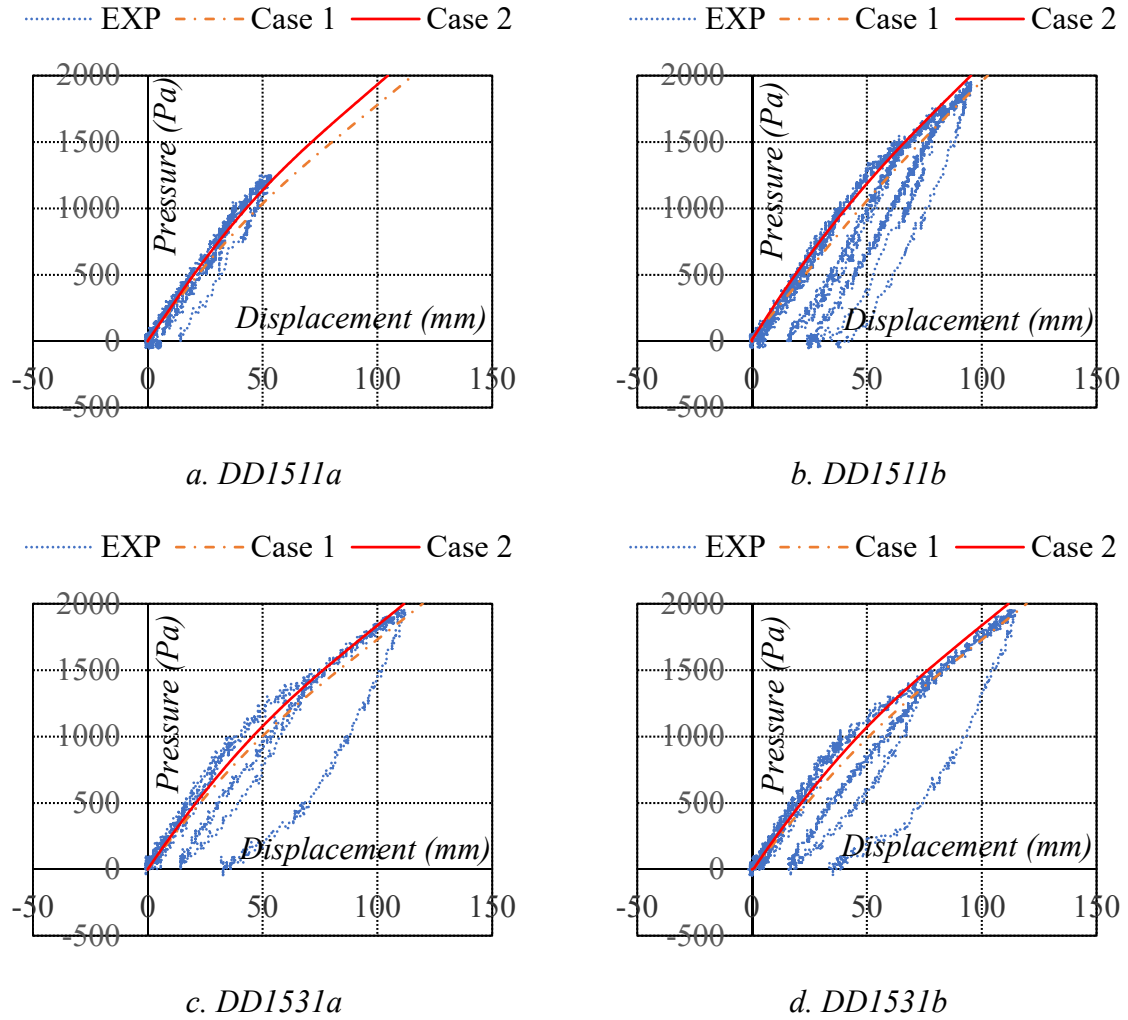 EXP Case 1 Case 2
EXP Case 1 Case 2
2000
1500
1000
500
0
-500
-50 0 50 100 150
Pressure (Pa)
Displacement (mm)
2000
1500
1000
500
0
-500
-50 0 50 100 150
Pressure (Pa)
Displacement (mm)
a. DD1511a
b. DD1511b
EXP Case 1 Case 2
EXP Case 1 Case 2
2000
1500
1000
500
0
-500
-50 0 50 100 150
Pressure (Pa)
Displacement (mm)
2000
1500
1000
500
0
-500
-50 0 50 100 150
Pressure (Pa)
Displacement (mm)
c. DD1531a
d. DD1531b